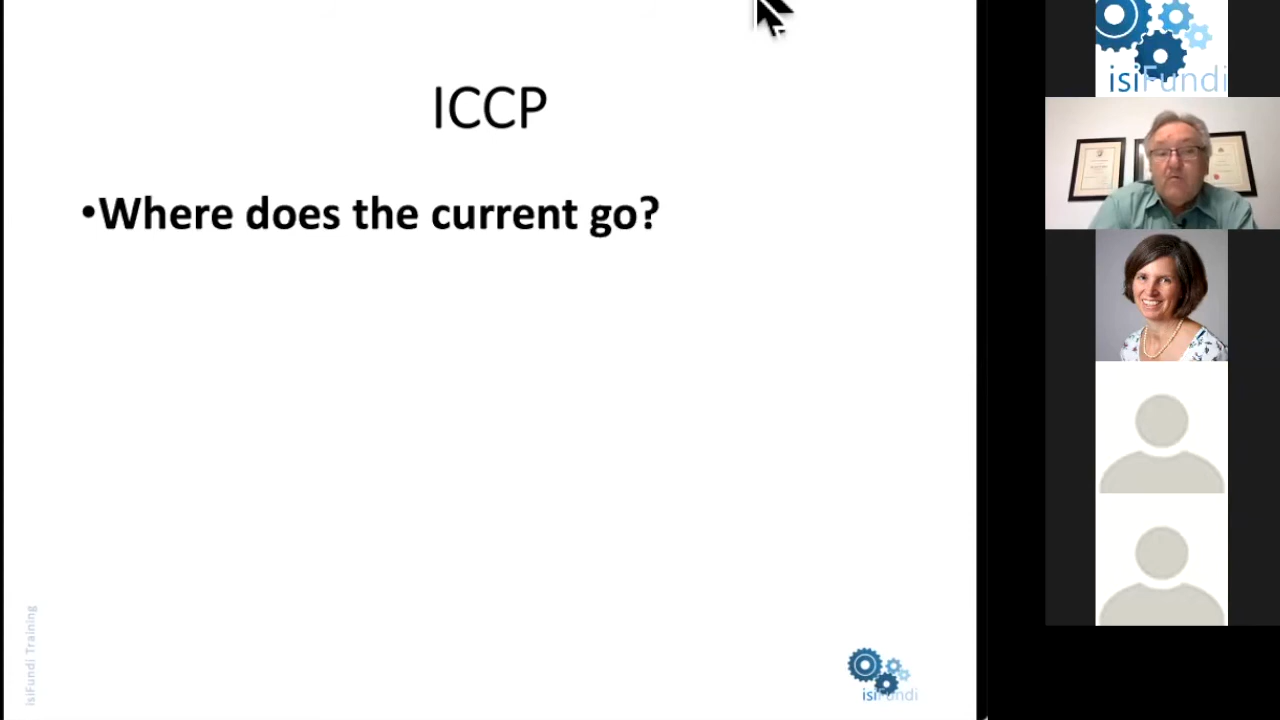 ICCP
•Where does the current go?
isiFundi Training
isiFundi
isiFundi